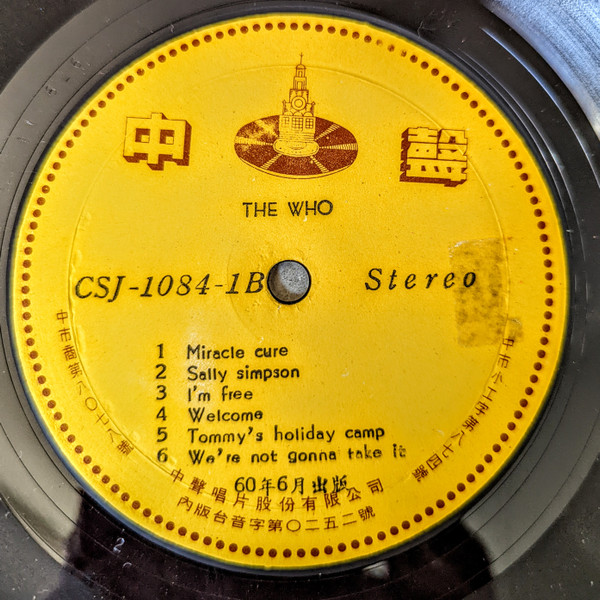 中聲
THE WHO
CSJ-1084-1B Stereo
1 Miracle cure
2 Sally simpson
3 I'm free
4 Welcome
5 Tommy's holiday camp
6 We're not gonna take it
60年6月出版
中聲唱片股份有限公司
內版台音字第〇二五二號